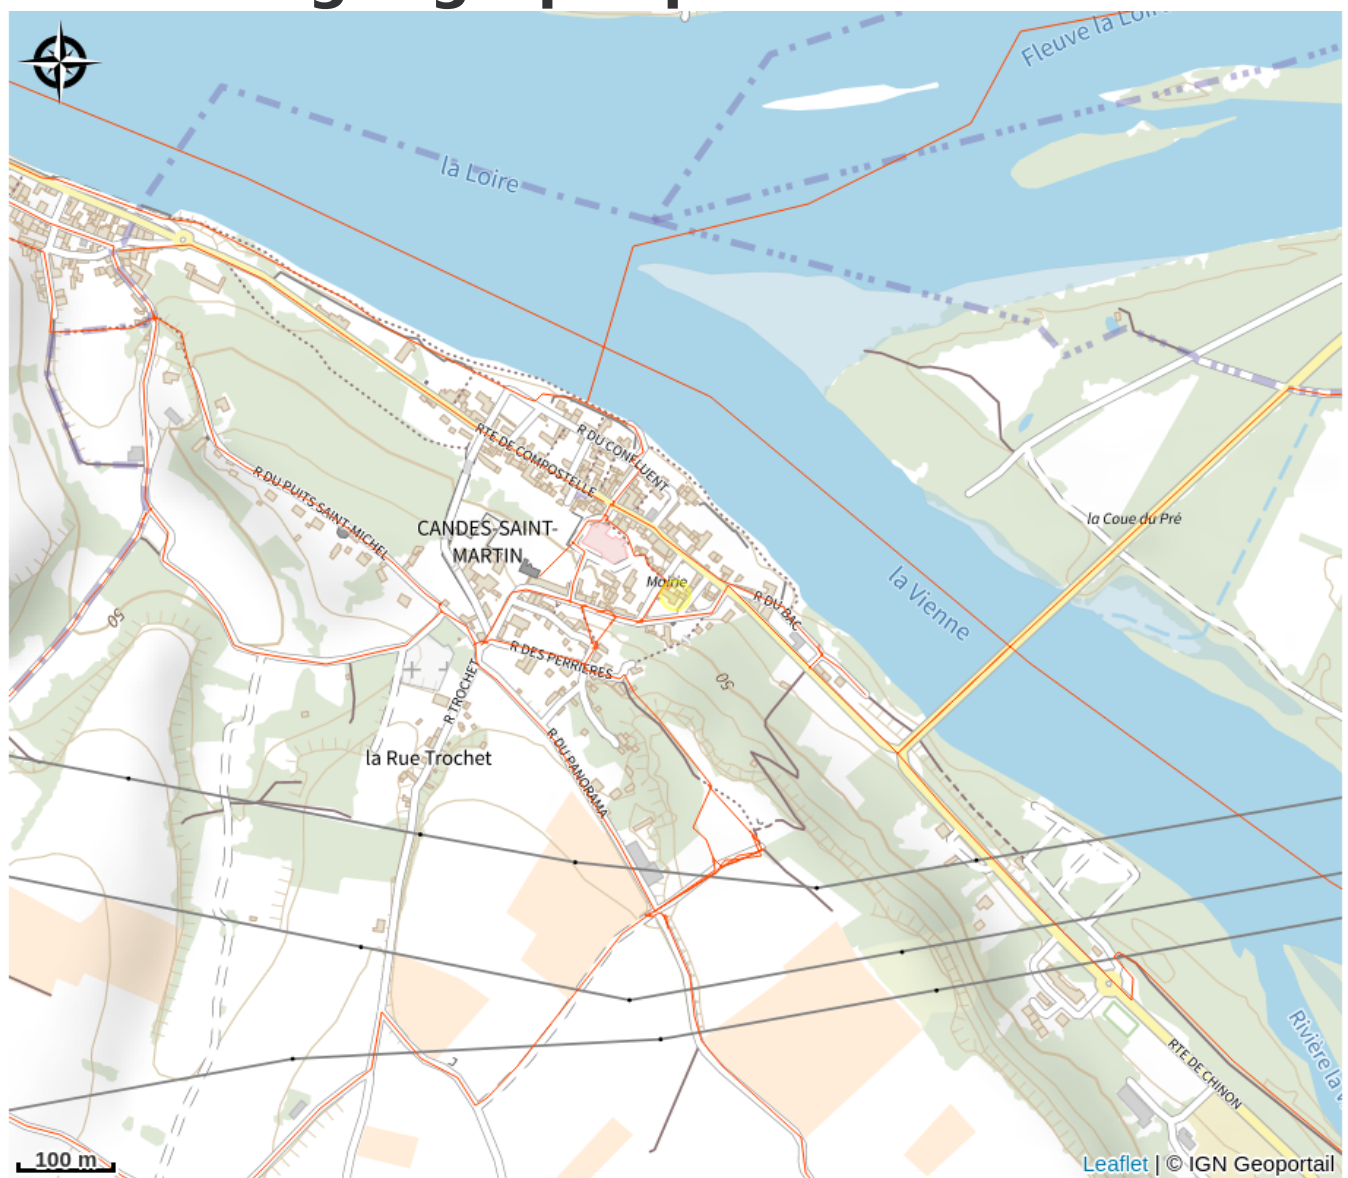 Fleuve la Loire
la Loire
R DU CONFLUENT
RTE DE COMPOSTELLE
R DU PUITS SAINT-MICHEL
CANDES-SAINT-
MARTIN
la Coue du Pré
Mairie
la Vienne
R DU BAC
50
R DES PERRIERES
50
R TROCHET
la Rue Trochet
R DU PANORAMA
Rivière la V
RTE DE CHINON
100 m
Leaflet | © IGN Geoportail